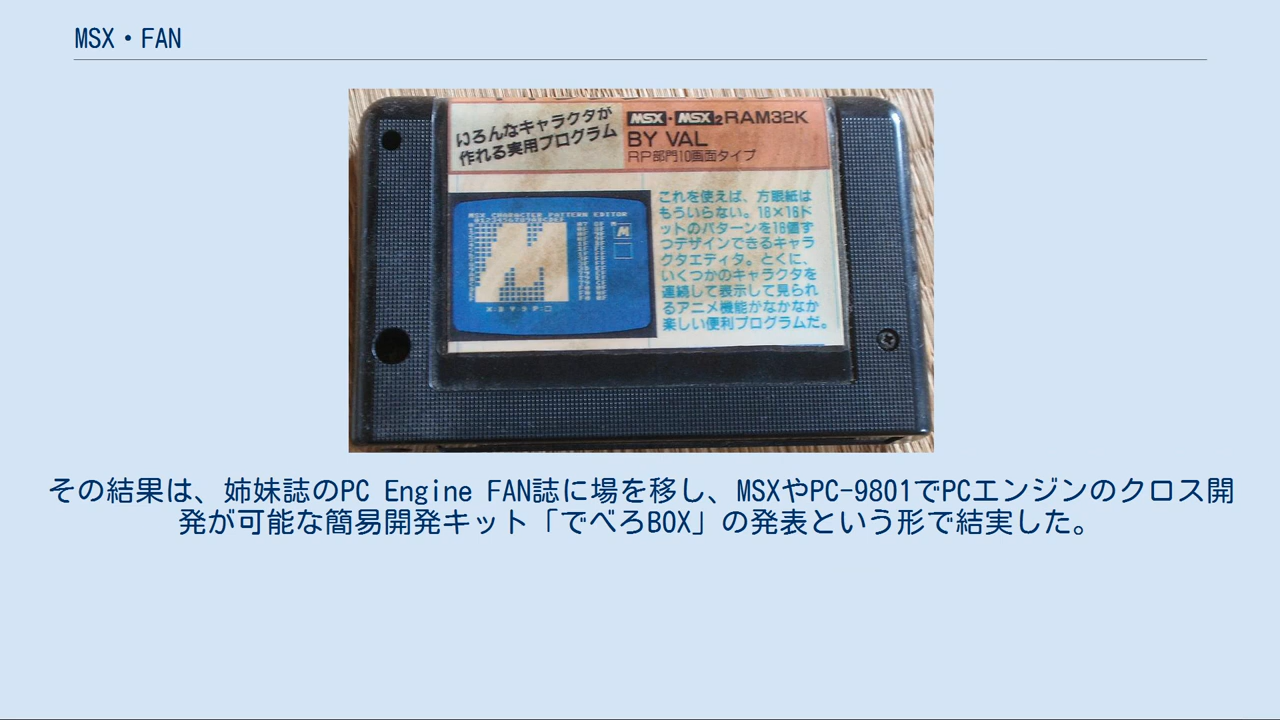 MSX・FAN
いろんなキャラクタが
作れる実用プログラム
MSX・MSX2 RAM32K
BY VAL
RP部門10画面タイプ
MSX CHARACTER PATTERN EDITOR
0123456789ABCDEF
これを使えば、方眼紙は
もういらない。16×16ド
ットのパターンを16個ず
つデザインできるキャラ
クタエディタ。とくに、
いくつかのキャラクタを
連続して表示して見られ
るアニメ機能がなかなか
楽しい便利プログラムだ。
その結果は、姉妹誌のPC Engine FAN誌に場を移し、MSXやPC-9801でPCエンジンのクロス開
発が可能な簡易開発キット「でべろBOX」の発表という形で結実した。